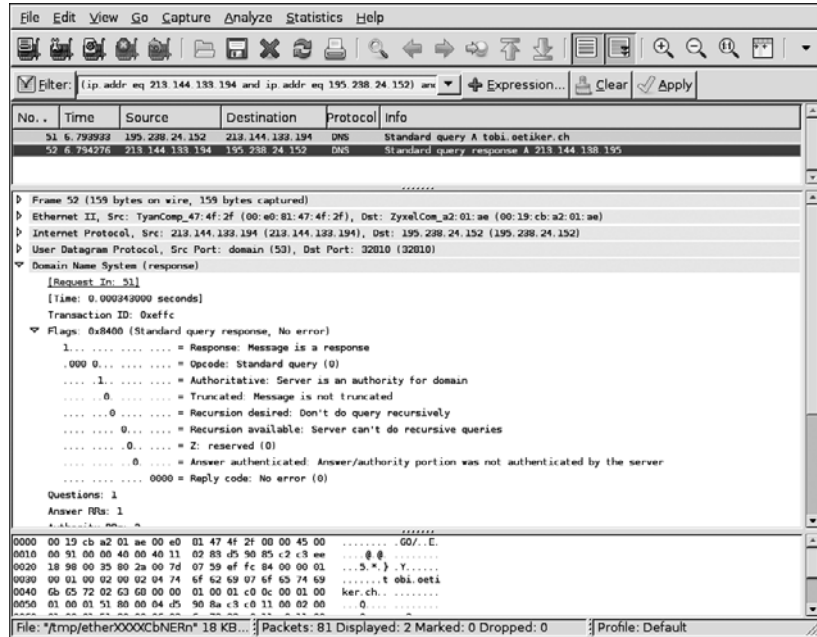 File Edit View Go Capture Analyze Statistics Help
Filter: (ip.addr eq 213.144.133.194 and ip.addr eq 195.238.24.152) and Expression... Clear Apply
No. . Time Source Destination Protocol Info
51 6.793933 195.238.24.152 213.144.133.194 DNS Standard query A tobi.oetiker.ch
52 6.794276 213.144.133.194 195.238.24.152 DNS Standard query response A 213.144.138.195
Frame 52 (159 bytes on wire, 159 bytes captured)
Ethernet II, Src: TyanComp_47:4f:2f (00:e0:81:47:4f:2f), Dst: ZyxelCom_a2:01:ae (00:19:cb:a2:01:ae)
Internet Protocol, Src: 213.144.133.194 (213.144.133.194), Dst: 195.238.24.152 (195.238.24.152)
User Datagram Protocol, Src Port: domain (53), Dst Port: 32810 (32810)
Domain Name System (response)
[Request In: 51]
[Time: 0.000343000 seconds]
Transaction ID: 0xeffc
Flags: 0x8400 (Standard query response, No error)
1... .... .... .... = Response: Message is a response
.000 0... .... .... = Opcode: Standard query (0)
.... .1.. .... .... = Authoritative: Server is an authority for domain
.... ..0. .... .... = Truncated: Message is not truncated
.... ...0 .... .... = Recursion desired: Don't do query recursively
.... .... 0... .... = Recursion available: Server can't do recursive queries
.... .... .0.. .... = Z: reserved (0)
.... .... ..0. .... = Answer authenticated: Answer/authority portion was not authenticated by the server
.... .... .... 0000 = Reply code: No error (0)
Questions: 1
Answer RRs: 1
0000 00 19 cb a2 01 ae 00 e0 81 47 4f 2f 08 00 45 00 ........ .GO/..E.
0010 00 91 00 00 40 00 40 11 02 83 d5 90 85 c2 c3 ee ....@.@. ........
0020 18 98 00 35 80 2a 00 7d 07 59 ef fc 84 00 00 01 ...5.*.} .Y......
0030 00 01 00 02 00 02 04 74 6f 62 69 07 6f 65 74 69 .......t obi.oeti
0040 6b 65 72 02 63 68 00 00 01 00 01 c0 0c 00 01 00 ker.ch.. ........
0050 01 00 01 51 80 00 04 d5 90 8a c3 c0 11 00 02 00 ...Q.... ........
File: "/tmp/etherXXXXCbNERn" 18 KB... Packets: 81 Displayed: 2 Marked: 0 Dropped: 0 Profile: Default